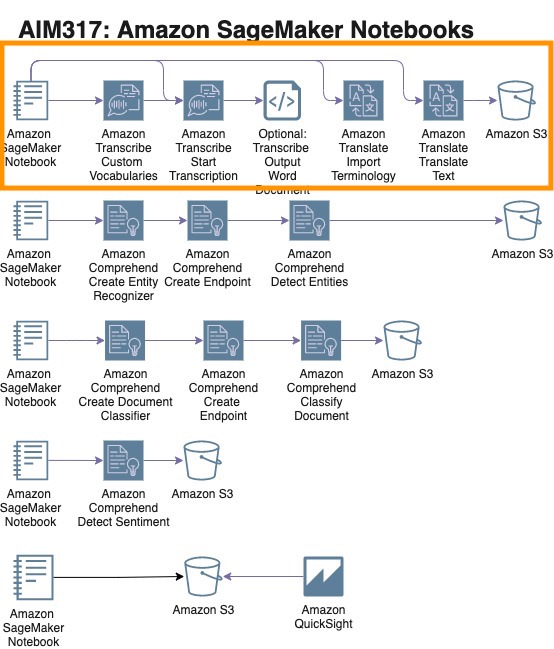 AIM317: Amazon SageMaker Notebooks
Amazon
SageMaker
Notebook
Amazon
Transcribe
Custom
Vocabularies
Amazon
Transcribe
Start
Transcription
Optional:
Transcribe
Output
Word
Document
Amazon
Translate
Import
Terminology
Amazon
Translate
Translate
Text
Amazon S3
Amazon
SageMaker
Notebook
Amazon
Comprehend
Create Entity
Recognizer
Amazon
Comprehend
Create Endpoint
Amazon
Comprehend
Detect Entities
Amazon S3
Amazon
SageMaker
Notebook
Amazon
Comprehend
Create Document
Classifier
Amazon
Comprehend
Create
Endpoint
Amazon
Comprehend
Classify
Document
Amazon S3
Amazon
SageMaker
Notebook
Amazon
Comprehend
Detect Sentiment
Amazon S3
Amazon
SageMaker
Notebook
Amazon S3
Amazon
QuickSight